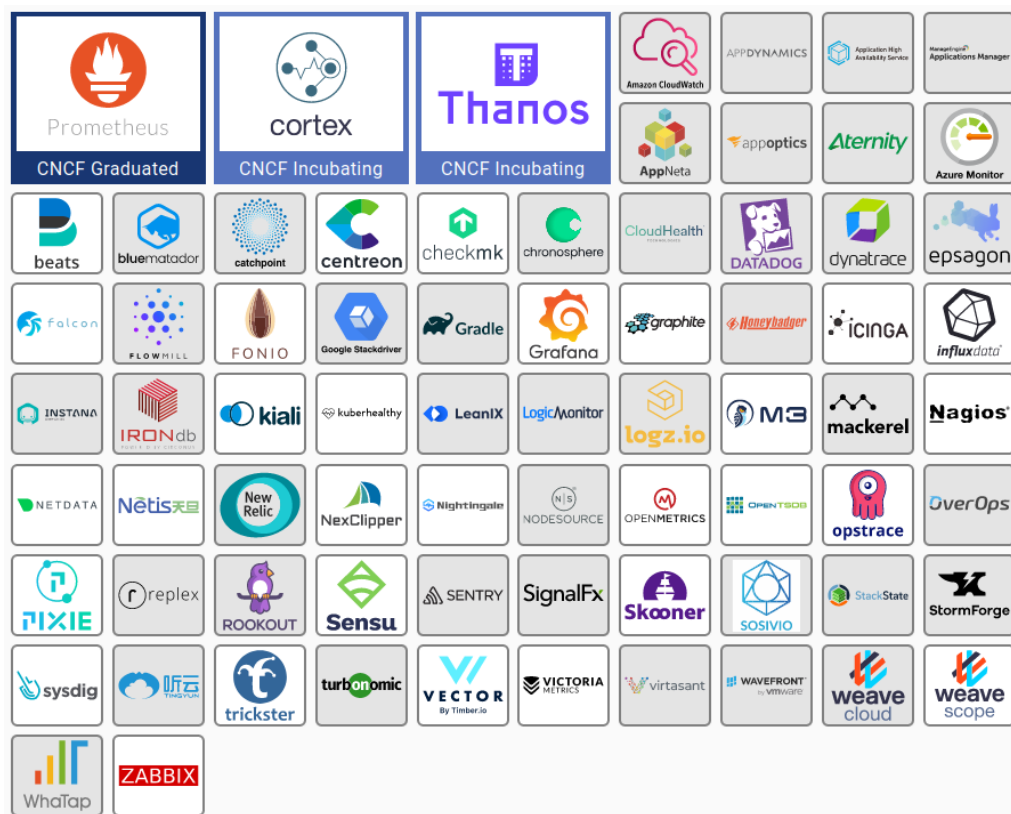 Prometheus
CNCF Graduated
cortex
CNCF Incubating
Thanos
CNCF Incubating
Amazon CloudWatch
APPDYNAMICS
Application High
Availability Service
ManageEngine
Applications Manager
AppNeta
appoptics
Aternity
Azure Monitor
beats
bluematador
catchpoint
centreon
checkmk
chronosphere
CloudHealth
TECHNOLOGIES
DATADOG
dynatrace
epsagon
falcon
FLOWMILL
FONIO
Google Stackdriver
Gradle
Grafana
graphite
Honeybadger
iCINGA
influxdata
INSTANA
IRONdb
kiali
kuberhealthy
LeanIX
LogicMonitor
logz.io
M3
mackerel
Nagios
NETDATA
Nëtis天旦
New
Relic
NexClipper
Nightingale
N|S
NODESOURCE
OPENMETRICS
OPENTSDB
opstrace
OverOps
PIXIE
replex
ROOKOUT
Sensu
SENTRY
SignalFx
Skooner
SOSIVIO
StackState
StormForge
sysdig
听云
TINGYUN
trickster
turbonomic
VECTOR
By Timber.io
VICTORIA
METRICS
virtasant
WAVEFRONT
by vmware
weave
cloud
weave
scope
WhaTap
ZABBIX